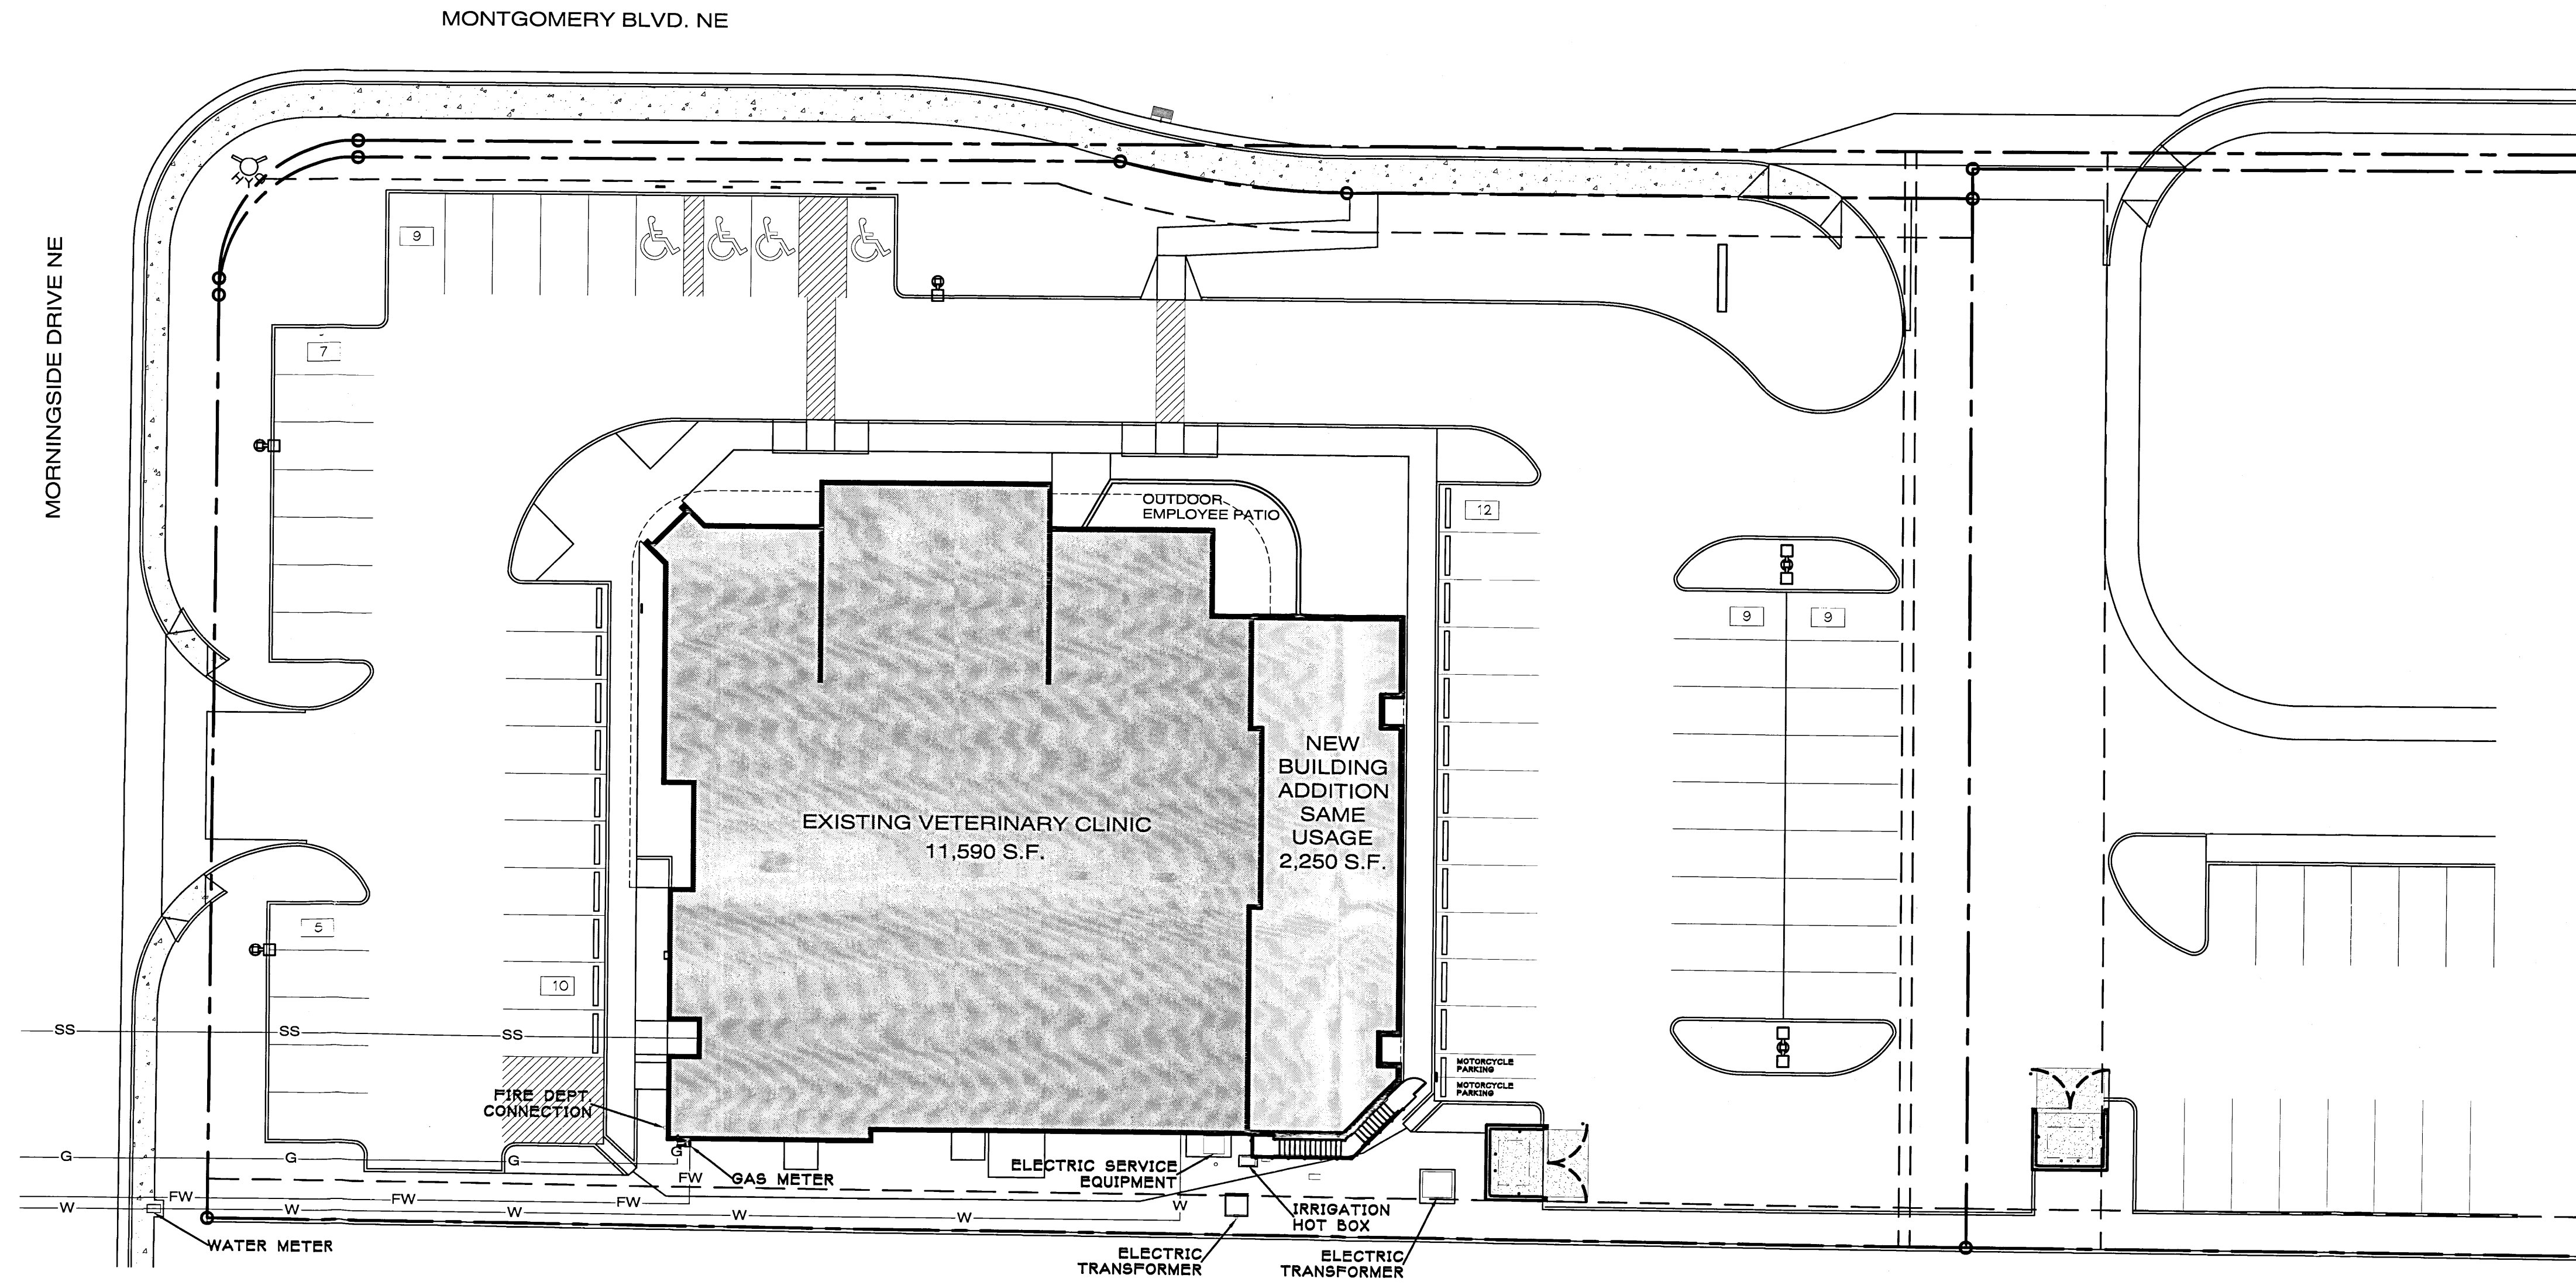 MONTGOMERY BLVD. NE
MORNINGSIDE DRIVE NE
HYD
9
7
OUTDOOR
EMPLOYEE PATIO
12
9
9
NEW
BUILDING
ADDITION
SAME
USAGE
2,250 S.F.
EXISTING VETERINARY CLINIC
11,590 S.F.
5
10
SS
SS
SS
MOTORCYCLE
PARKING
MOTORCYCLE
PARKING
FIRE DEPT.
CONNECTION
G
G
G
G
GAS METER
FW
FW
FW
FW
ELECTRIC SERVICE
EQUIPMENT
W
W
W
W
W
W
IRRIGATION
HOT BOX
WATER METER
ELECTRIC
TRANSFORMER
ELECTRIC
TRANSFORMER